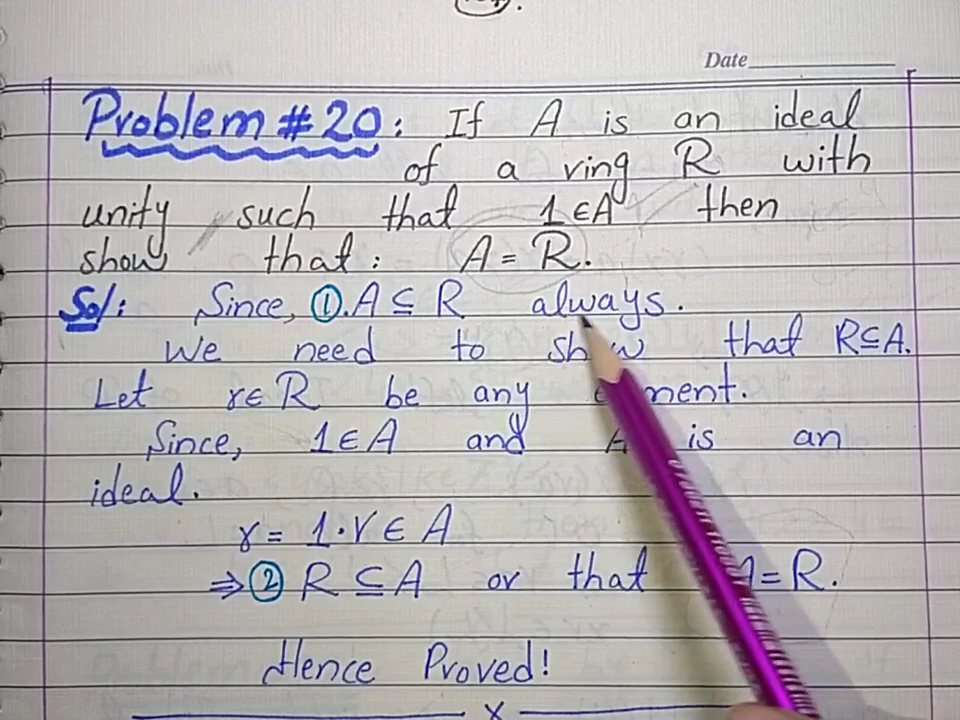 Date
Problem # 20: If A is an ideal
of a ring R with
unity such that 1 ∈ A then
show that: A = R.
Sol: Since, ①. A ⊆ R always.
We need to show that R ⊆ A.
Let r ∈ R be any element.
Since, 1 ∈ A and A is an
ideal.
r = 1·r ∈ A
⇒ ② R ⊆ A or that A = R.
Hence Proved!
x